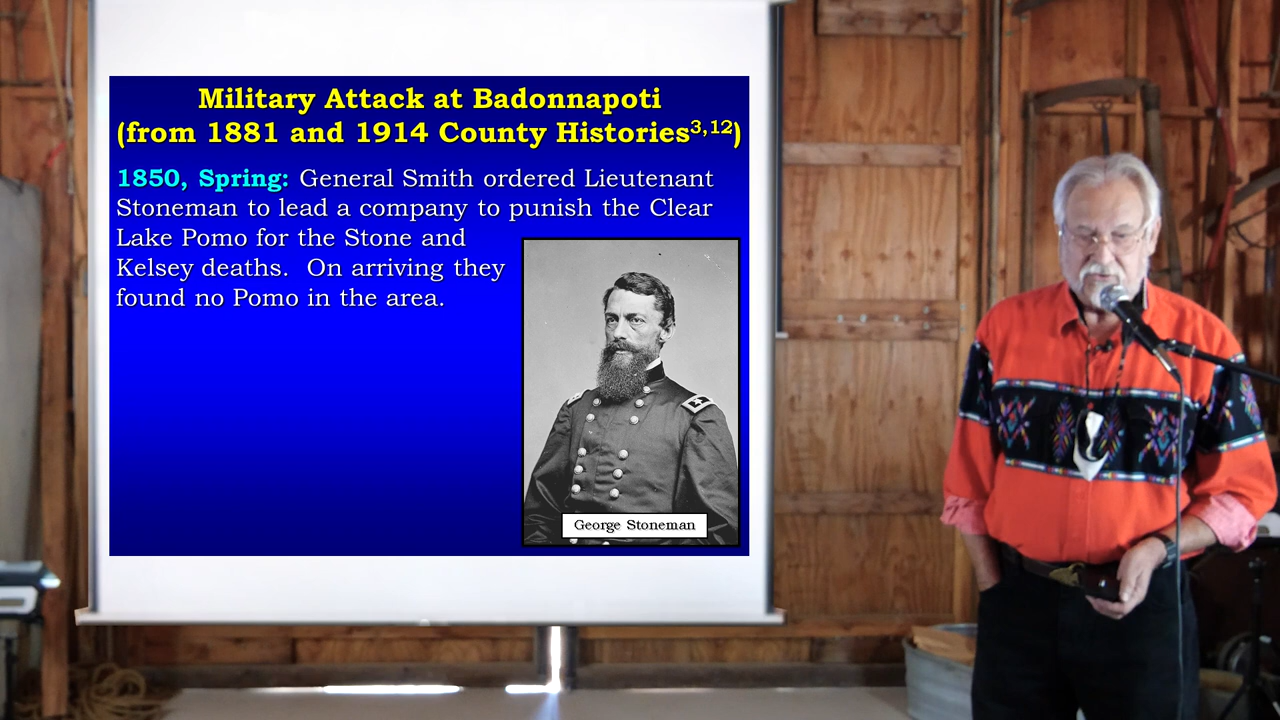 Military Attack at Badonnapoti
(from 1881 and 1914 County Histories3,12)
1850, Spring: General Smith ordered Lieutenant
Stoneman to lead a company to punish the Clear
Lake Pomo for the Stone and
Kelsey deaths. On arriving they
found no Pomo in the area.
George Stoneman